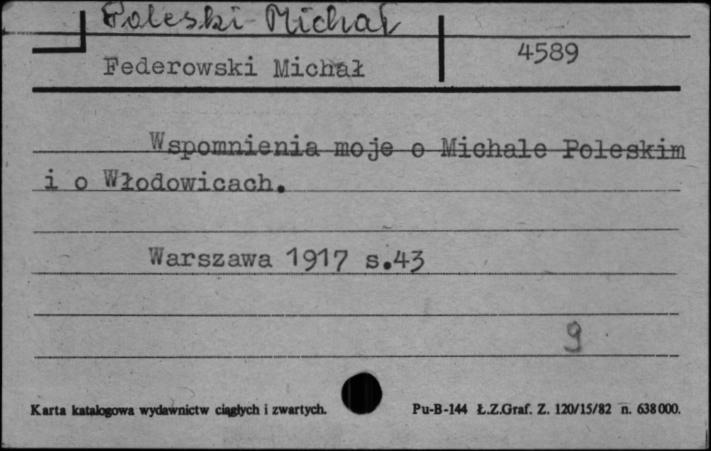 Poleski Michał
Federowski Michał
4589
Wspomnienia moje o Michale Poleskim
i o Włodowicach.
Warszawa 1917 s.43
9
Karta katalogowa wydawnictw ciągłych i zwartych.
Pu-B-144 Ł.Z.Graf. Z. 120/15/82 n. 638000.